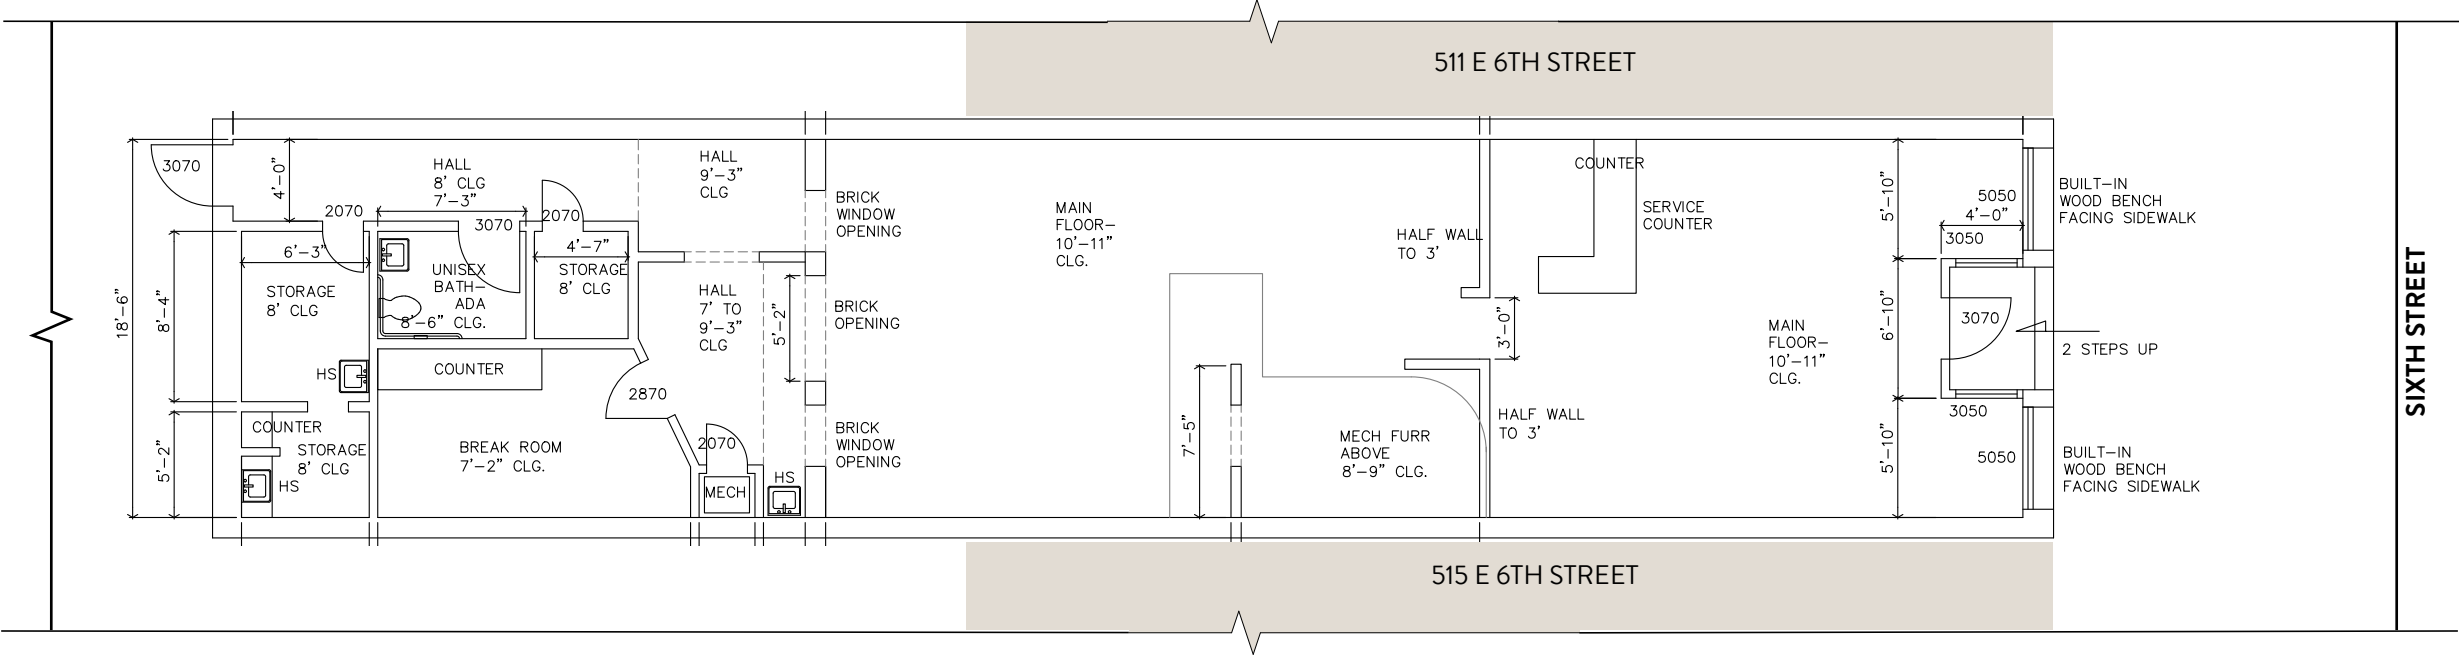 511 E 6TH STREET
3070
4'-0"
HALL
8' CLG
7'-3"
2070
3070
2070
HALL
9'-3"
CLG
BRICK
WINDOW
OPENING
MAIN
FLOOR-
10'-11"
CLG.
HALF WALL
TO 3'
COUNTER
SERVICE
COUNTER
5'-10"
5050
4'-0"
3050
BUILT-IN
WOOD BENCH
FACING SIDEWALK
18'-6"
8'-4"
6'-3"
STORAGE
8' CLG
UNISEX
BATH-
ADA
8'-6" CLG.
4'-7"
STORAGE
8' CLG
HALL
7' TO
9'-3"
CLG
5'-2"
BRICK
OPENING
3'-0"
MAIN
FLOOR-
10'-11"
CLG.
6'-10"
3070
2 STEPS UP
SIXTH STREET
HS
COUNTER
2870
3050
5'-2"
COUNTER
STORAGE
8' CLG
HS
BREAK ROOM
7'-2" CLG.
2070
MECH
HS
BRICK
WINDOW
OPENING
7'-5"
MECH FURR
ABOVE
8'-9" CLG.
HALF WALL
TO 3'
5'-10"
5050
BUILT-IN
WOOD BENCH
FACING SIDEWALK
515 E 6TH STREET